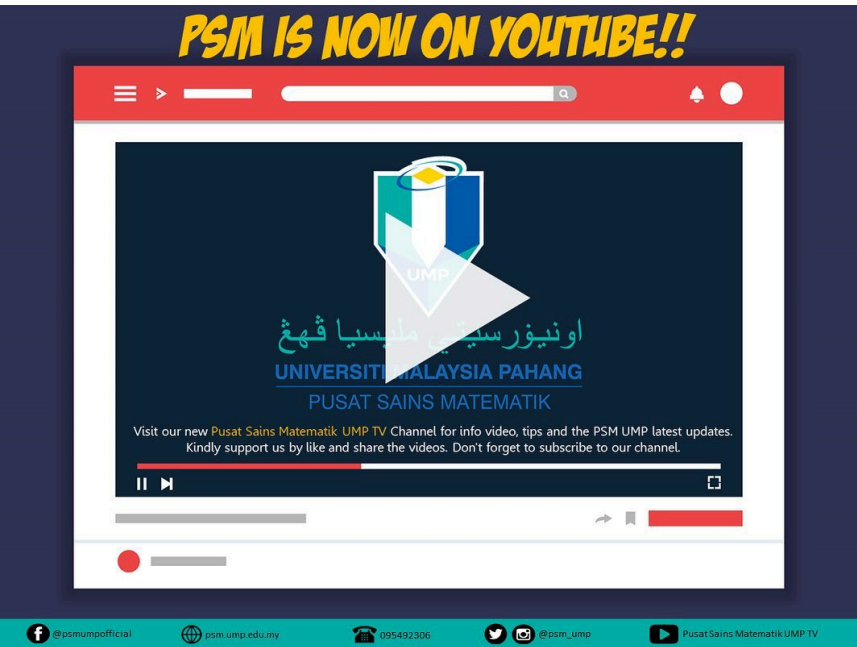 PSM IS NOW ON YOUTUBE!!
UMP
اونيۏرسيتي مليسيا ڤهڠ
UNIVERSITI MALAYSIA PAHANG
PUSAT SAINS MATEMATIK
Visit our new Pusat Sains Matematik UMP TV Channel for info video, tips and the PSM UMP latest updates.
Kindly support us by like and share the videos. Don't forget to subscribe to our channel.
@psmumpofficial psm.ump.edu.my 095492306 @psm_ump Pusat Sains Matematik UMP TV